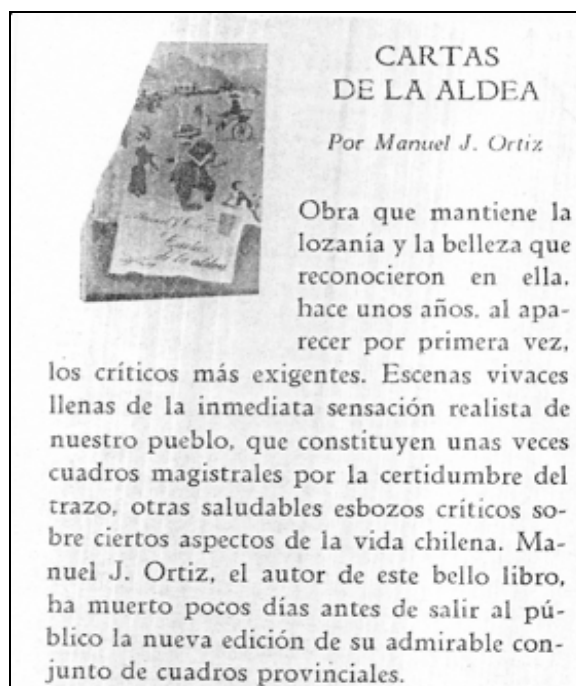 CARTAS
DE LA ALDEA
Por Manuel J. Ortiz
Obra que mantiene la
lozanía y la belleza que
reconocieron en ella,
hace unos años, al apa-
recer por primera vez,
los críticos más exigentes. Escenas vivaces
llenas de la inmediata sensación realista de
nuestro pueblo, que constituyen unas veces
cuadros magistrales por la certidumbre del
trazo, otras saludables esbozos críticos so-
bre ciertos aspectos de la vida chilena. Ma-
nuel J. Ortiz, el autor de este bello libro,
ha muerto pocos días antes de salir al pú-
blico la nueva edición de su admirable con-
junto de cuadros provinciales.